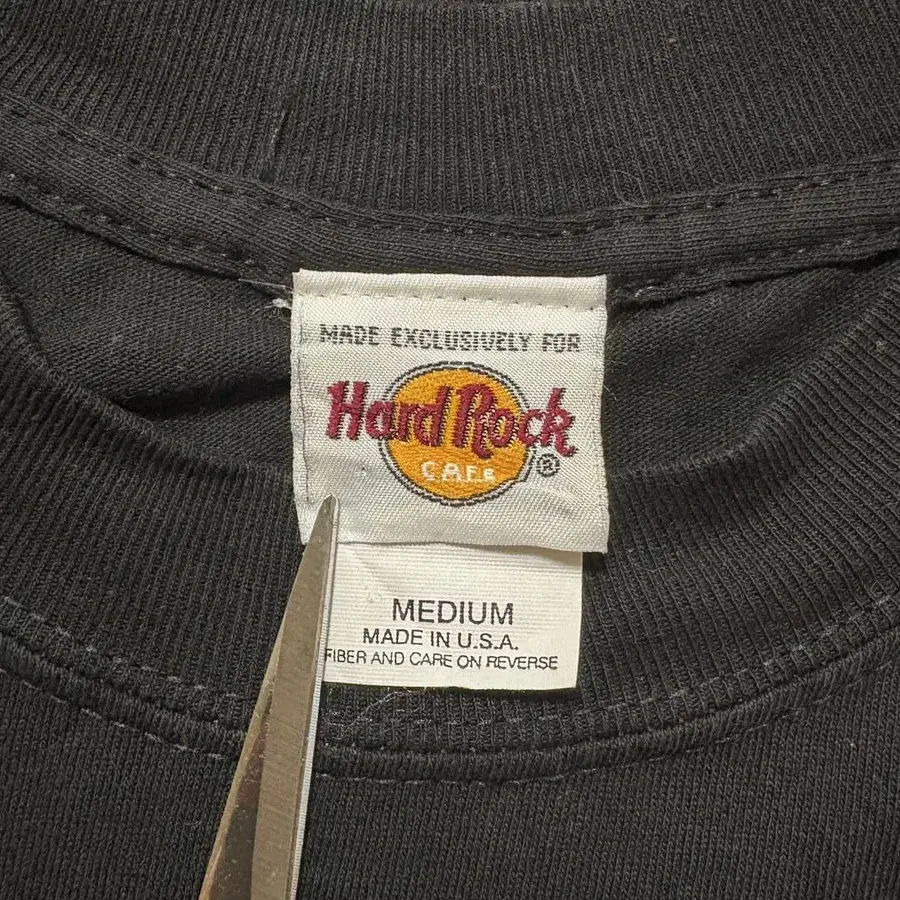 MADE EXCLUSIVELY FOR
Hard Rock
CAFE ®
MEDIUM
MADE IN U.S.A.
FIBER AND CARE ON REVERSE